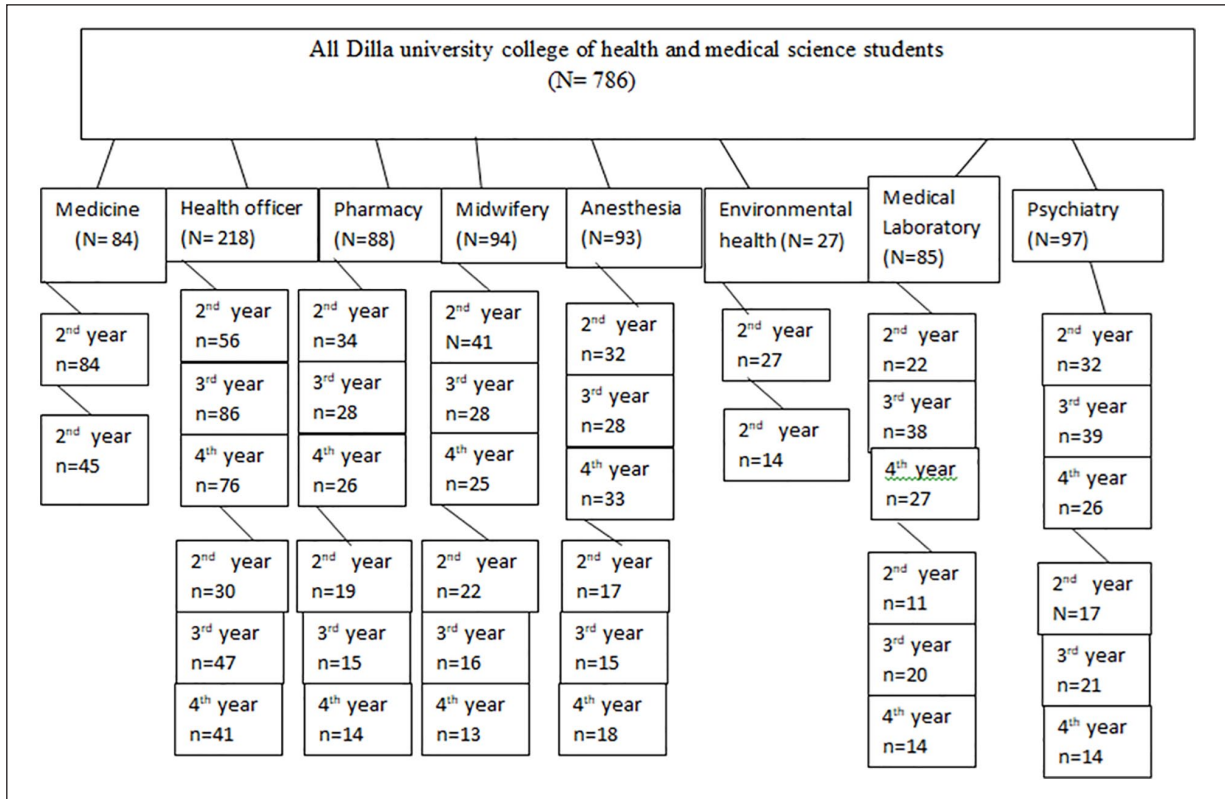 All Dilla university college of health and medical science students
(N= 786)
Medicine
(N= 84)
Health officer
(N= 218)
Pharmacy
(N=88)
Midwifery
(N=94)
Anesthesia
(N=93)
Environmental
health (N= 27)
Medical
Laboratory
(N=85)
Psychiatry
(N=97)
2nd year
n=84
2nd year
n=45
2nd year
n=56
3rd year
n=86
4th year
n=76
2nd year
n=30
3rd year
n=47
4th year
n=41
2nd year
n=34
3rd year
n=28
4th year
n=26
2nd year
n=19
3rd year
n=15
4th year
n=14
2nd year
N=41
3rd year
n=28
4th year
n=25
2nd year
n=22
3rd year
n=16
4th year
n=13
2nd year
n=32
3rd year
n=28
4th year
n=33
2nd year
n=17
3rd year
n=15
4th year
n=18
2nd year
n=27
2nd year
n=14
2nd year
n=22
3rd year
n=38
4th year
n=27
2nd year
n=11
3rd year
n=20
4th year
n=14
2nd year
n=32
3rd year
n=39
4th year
n=26
2nd year
N=17
3rd year
n=21
4th year
n=14